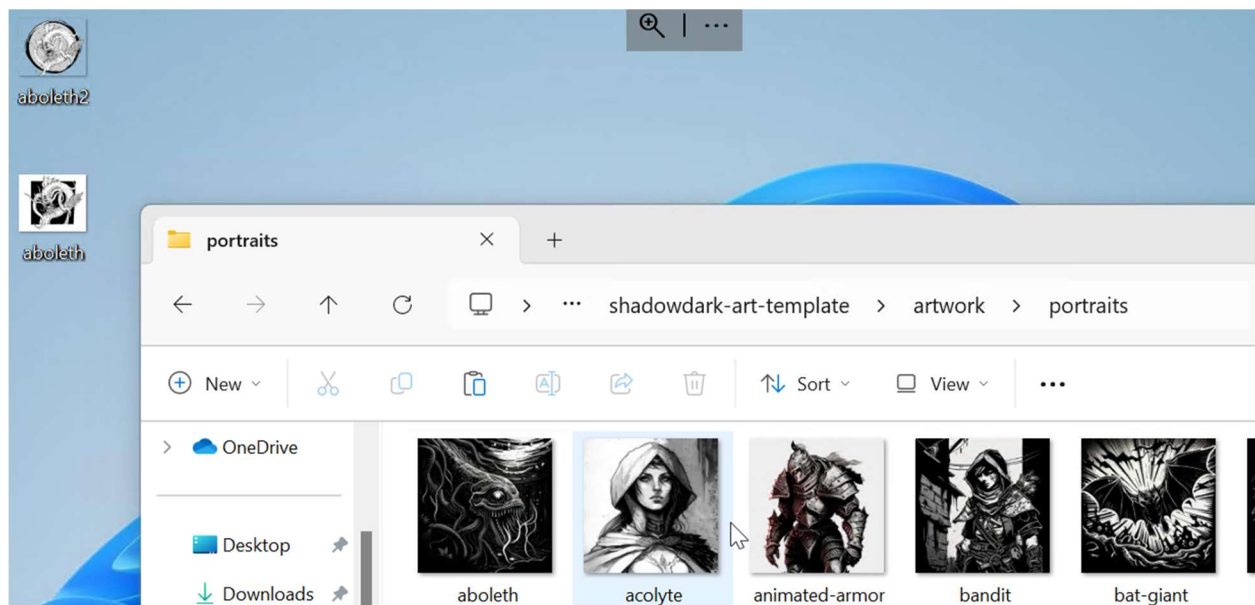 aboleth2
aboleth
portraits
shadowdark-art-template > artwork > portraits
New
Sort
View
OneDrive
Desktop
Downloads
aboleth
acolyte
animated-armor
bandit
bat-giant